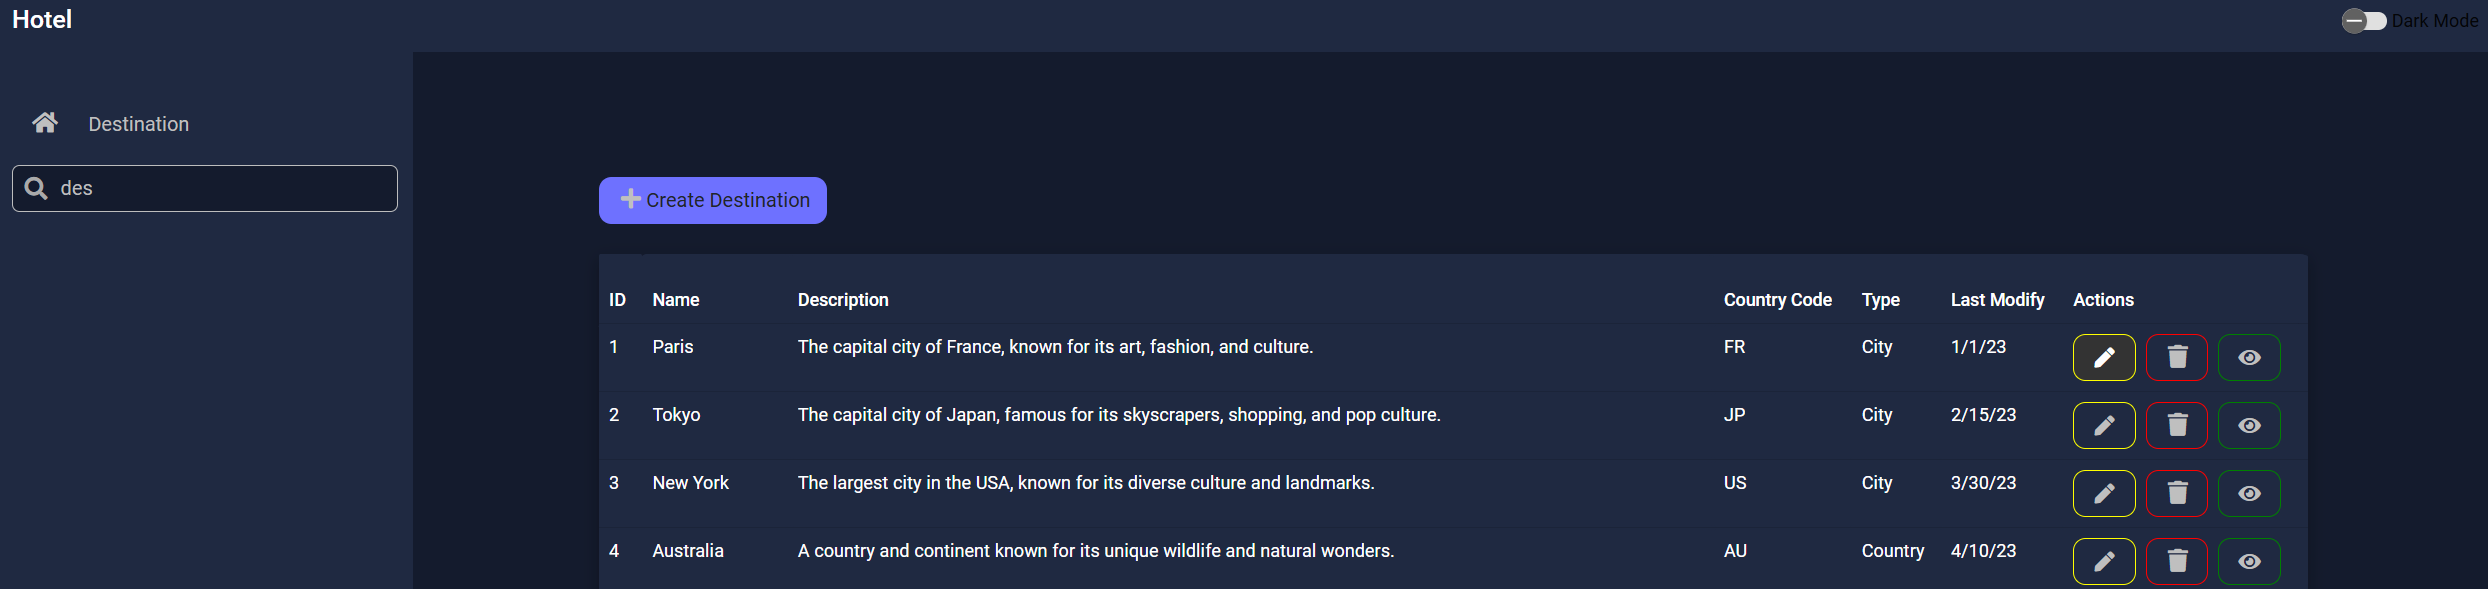 Hotel
Dark Mode
Destination
des
Create Destination
ID Name Description Country Code Type Last Modify Actions
1 Paris The capital city of France, known for its art, fashion, and culture. FR City 1/1/23
2 Tokyo The capital city of Japan, famous for its skyscrapers, shopping, and pop culture. JP City 2/15/23
3 New York The largest city in the USA, known for its diverse culture and landmarks. US City 3/30/23
4 Australia A country and continent known for its unique wildlife and natural wonders. AU Country 4/10/23